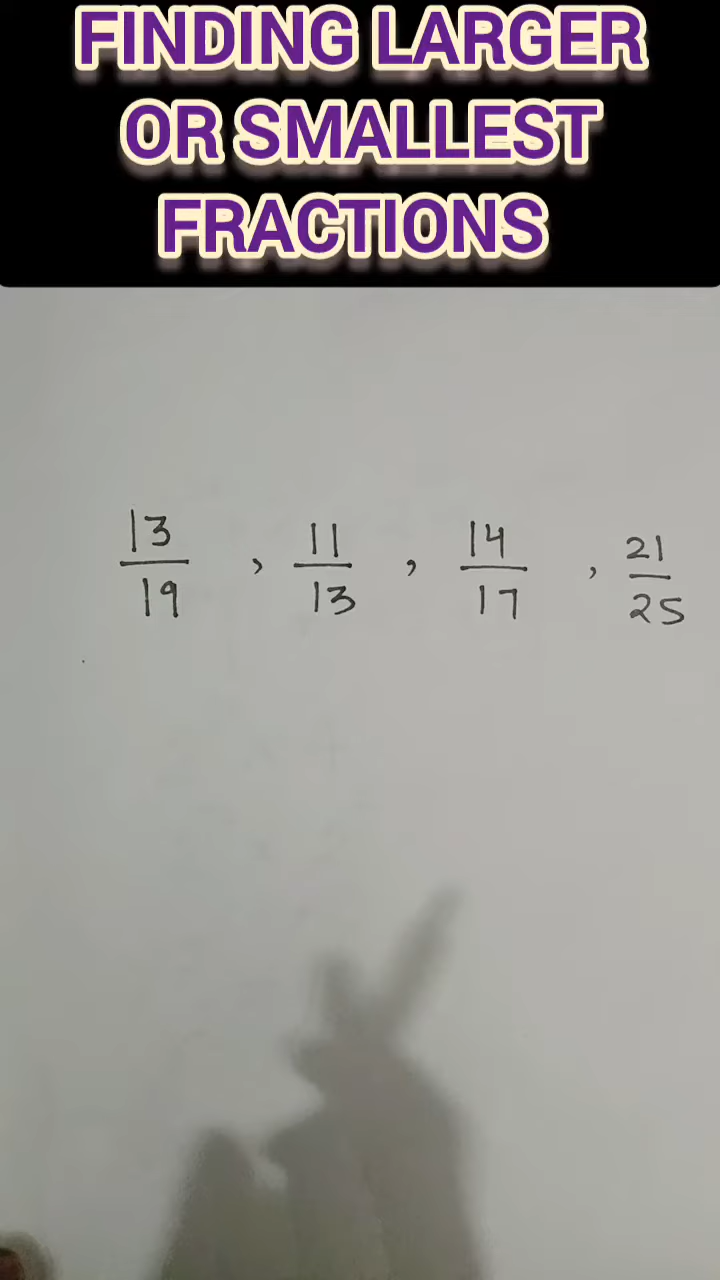 FINDING LARGER
OR SMALLEST
FRACTIONS
13/19 , 11/13 , 14/17 , 21/25